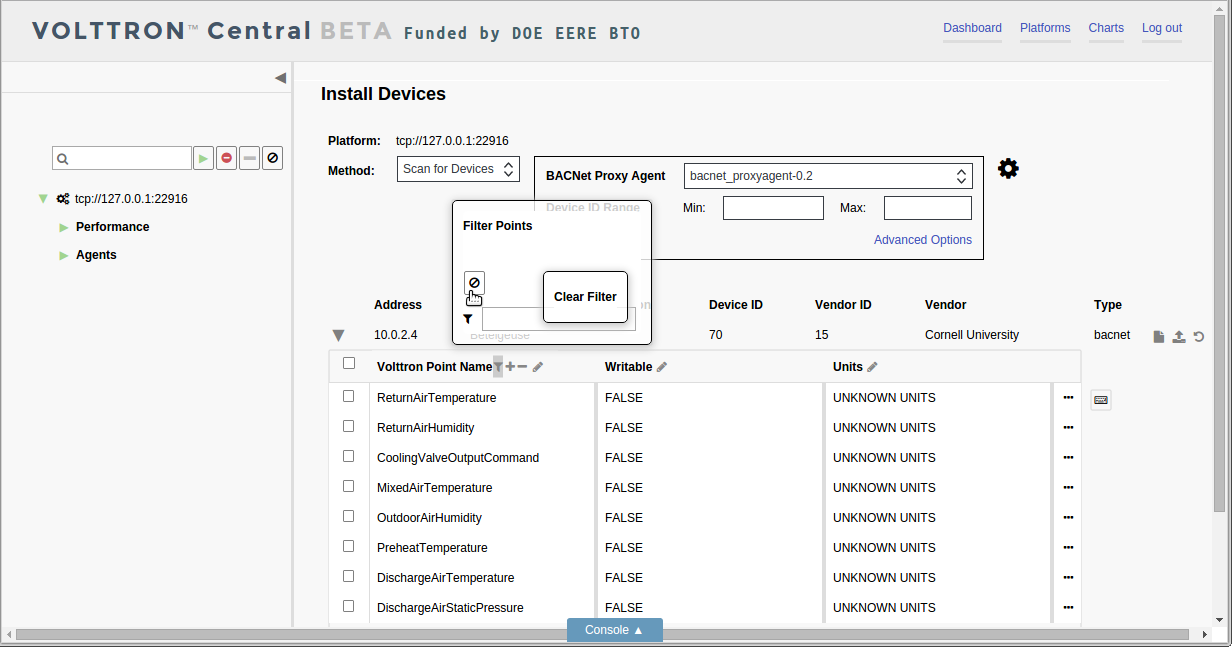 VOLTTRON™ Central BETA Funded by DOE EERE BTO
Dashboard Platforms Charts Log out
Install Devices
Platform: tcp://127.0.0.1:22916
Method: Scan for Devices
BACNet Proxy Agent bacnet_proxyagent-0.2
Device ID Range Min: Max:
Advanced Options
tcp://127.0.0.1:22916
Performance
Agents
Filter Points
Clear Filter
Address Device ID Vendor ID Vendor Type
10.0.2.4 Betelgeuse 70 15 Cornell University bacnet
Volttron Point Name Writable Units
ReturnAirTemperature FALSE UNKNOWN UNITS
ReturnAirHumidity FALSE UNKNOWN UNITS
CoolingValveOutputCommand FALSE UNKNOWN UNITS
MixedAirTemperature FALSE UNKNOWN UNITS
OutdoorAirHumidity FALSE UNKNOWN UNITS
PreheatTemperature FALSE UNKNOWN UNITS
DischargeAirTemperature FALSE UNKNOWN UNITS
DischargeAirStaticPressure FALSE UNKNOWN UNITS
Console ▲